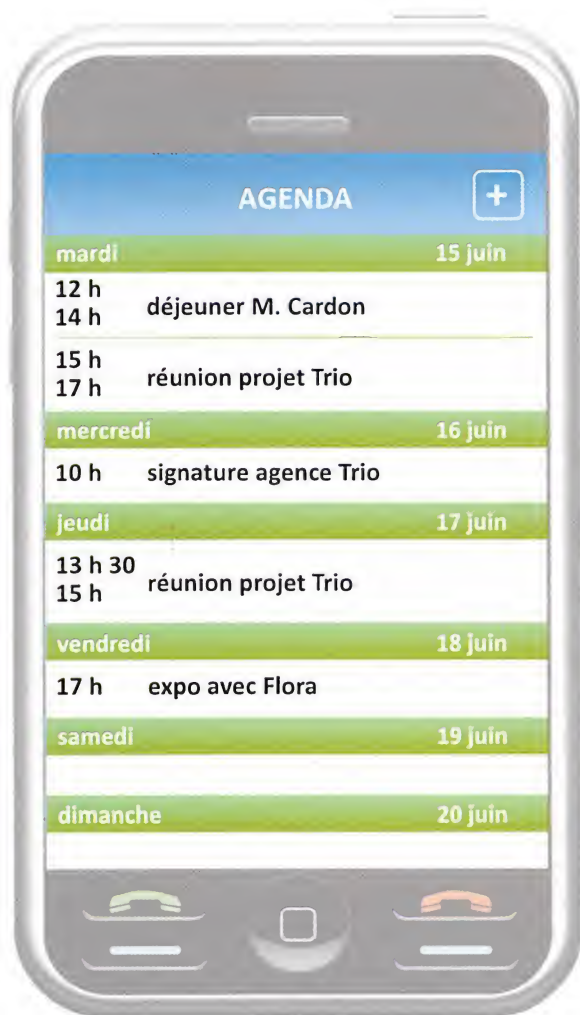 AGENDA +
mardi 15 juin
12 h
14 h déjeuner M. Cardon
15 h
17 h réunion projet Trio
mercredi 16 juin
10 h signature agence Trio
jeudi 17 juin
13 h 30
15 h réunion projet Trio
vendredi 18 juin
17 h expo avec Flora
samedi 19 juin
dimanche 20 juin